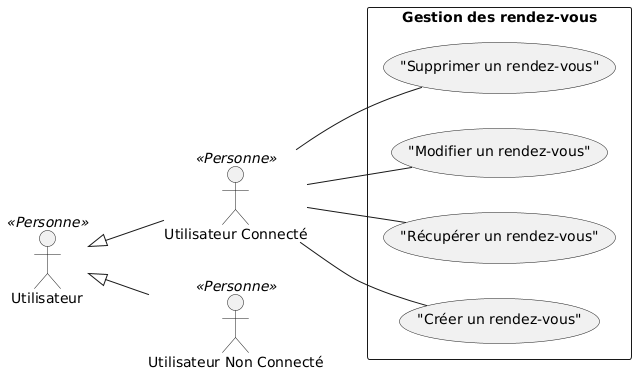 Gestion des rendez-vous
"Supprimer un rendez-vous"
«Personne»
"Modifier un rendez-vous"
Utilisateur Connecté
«Personne»
"Récupérer un rendez-vous"
Utilisateur
«Personne»
"Créer un rendez-vous"
Utilisateur Non Connecté